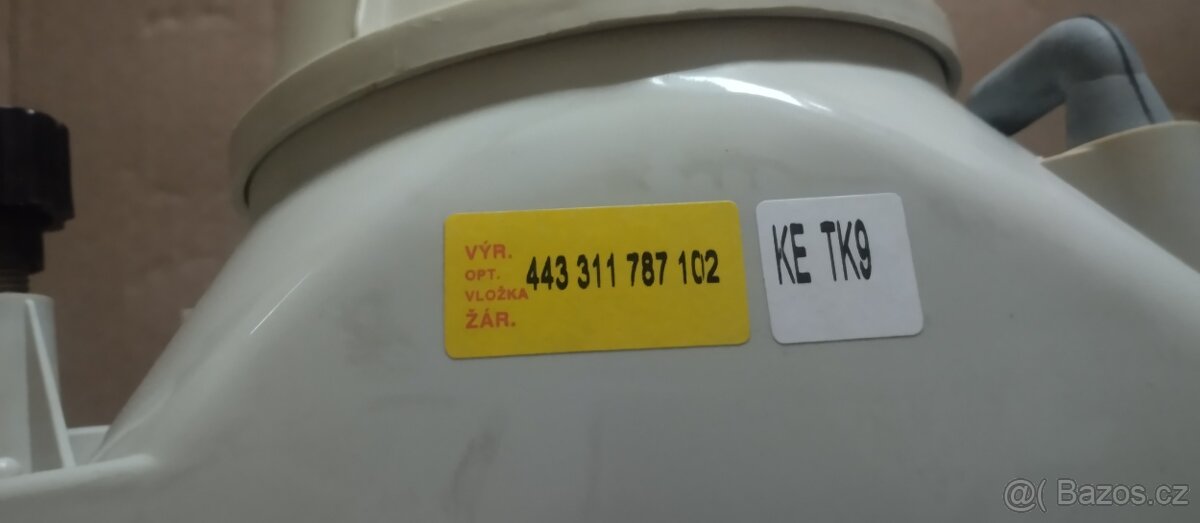 VÝR. 443 311 787 102
OPT.
VLOŽKA
ŽÁR.
KE TK9
@( Bazos.cz